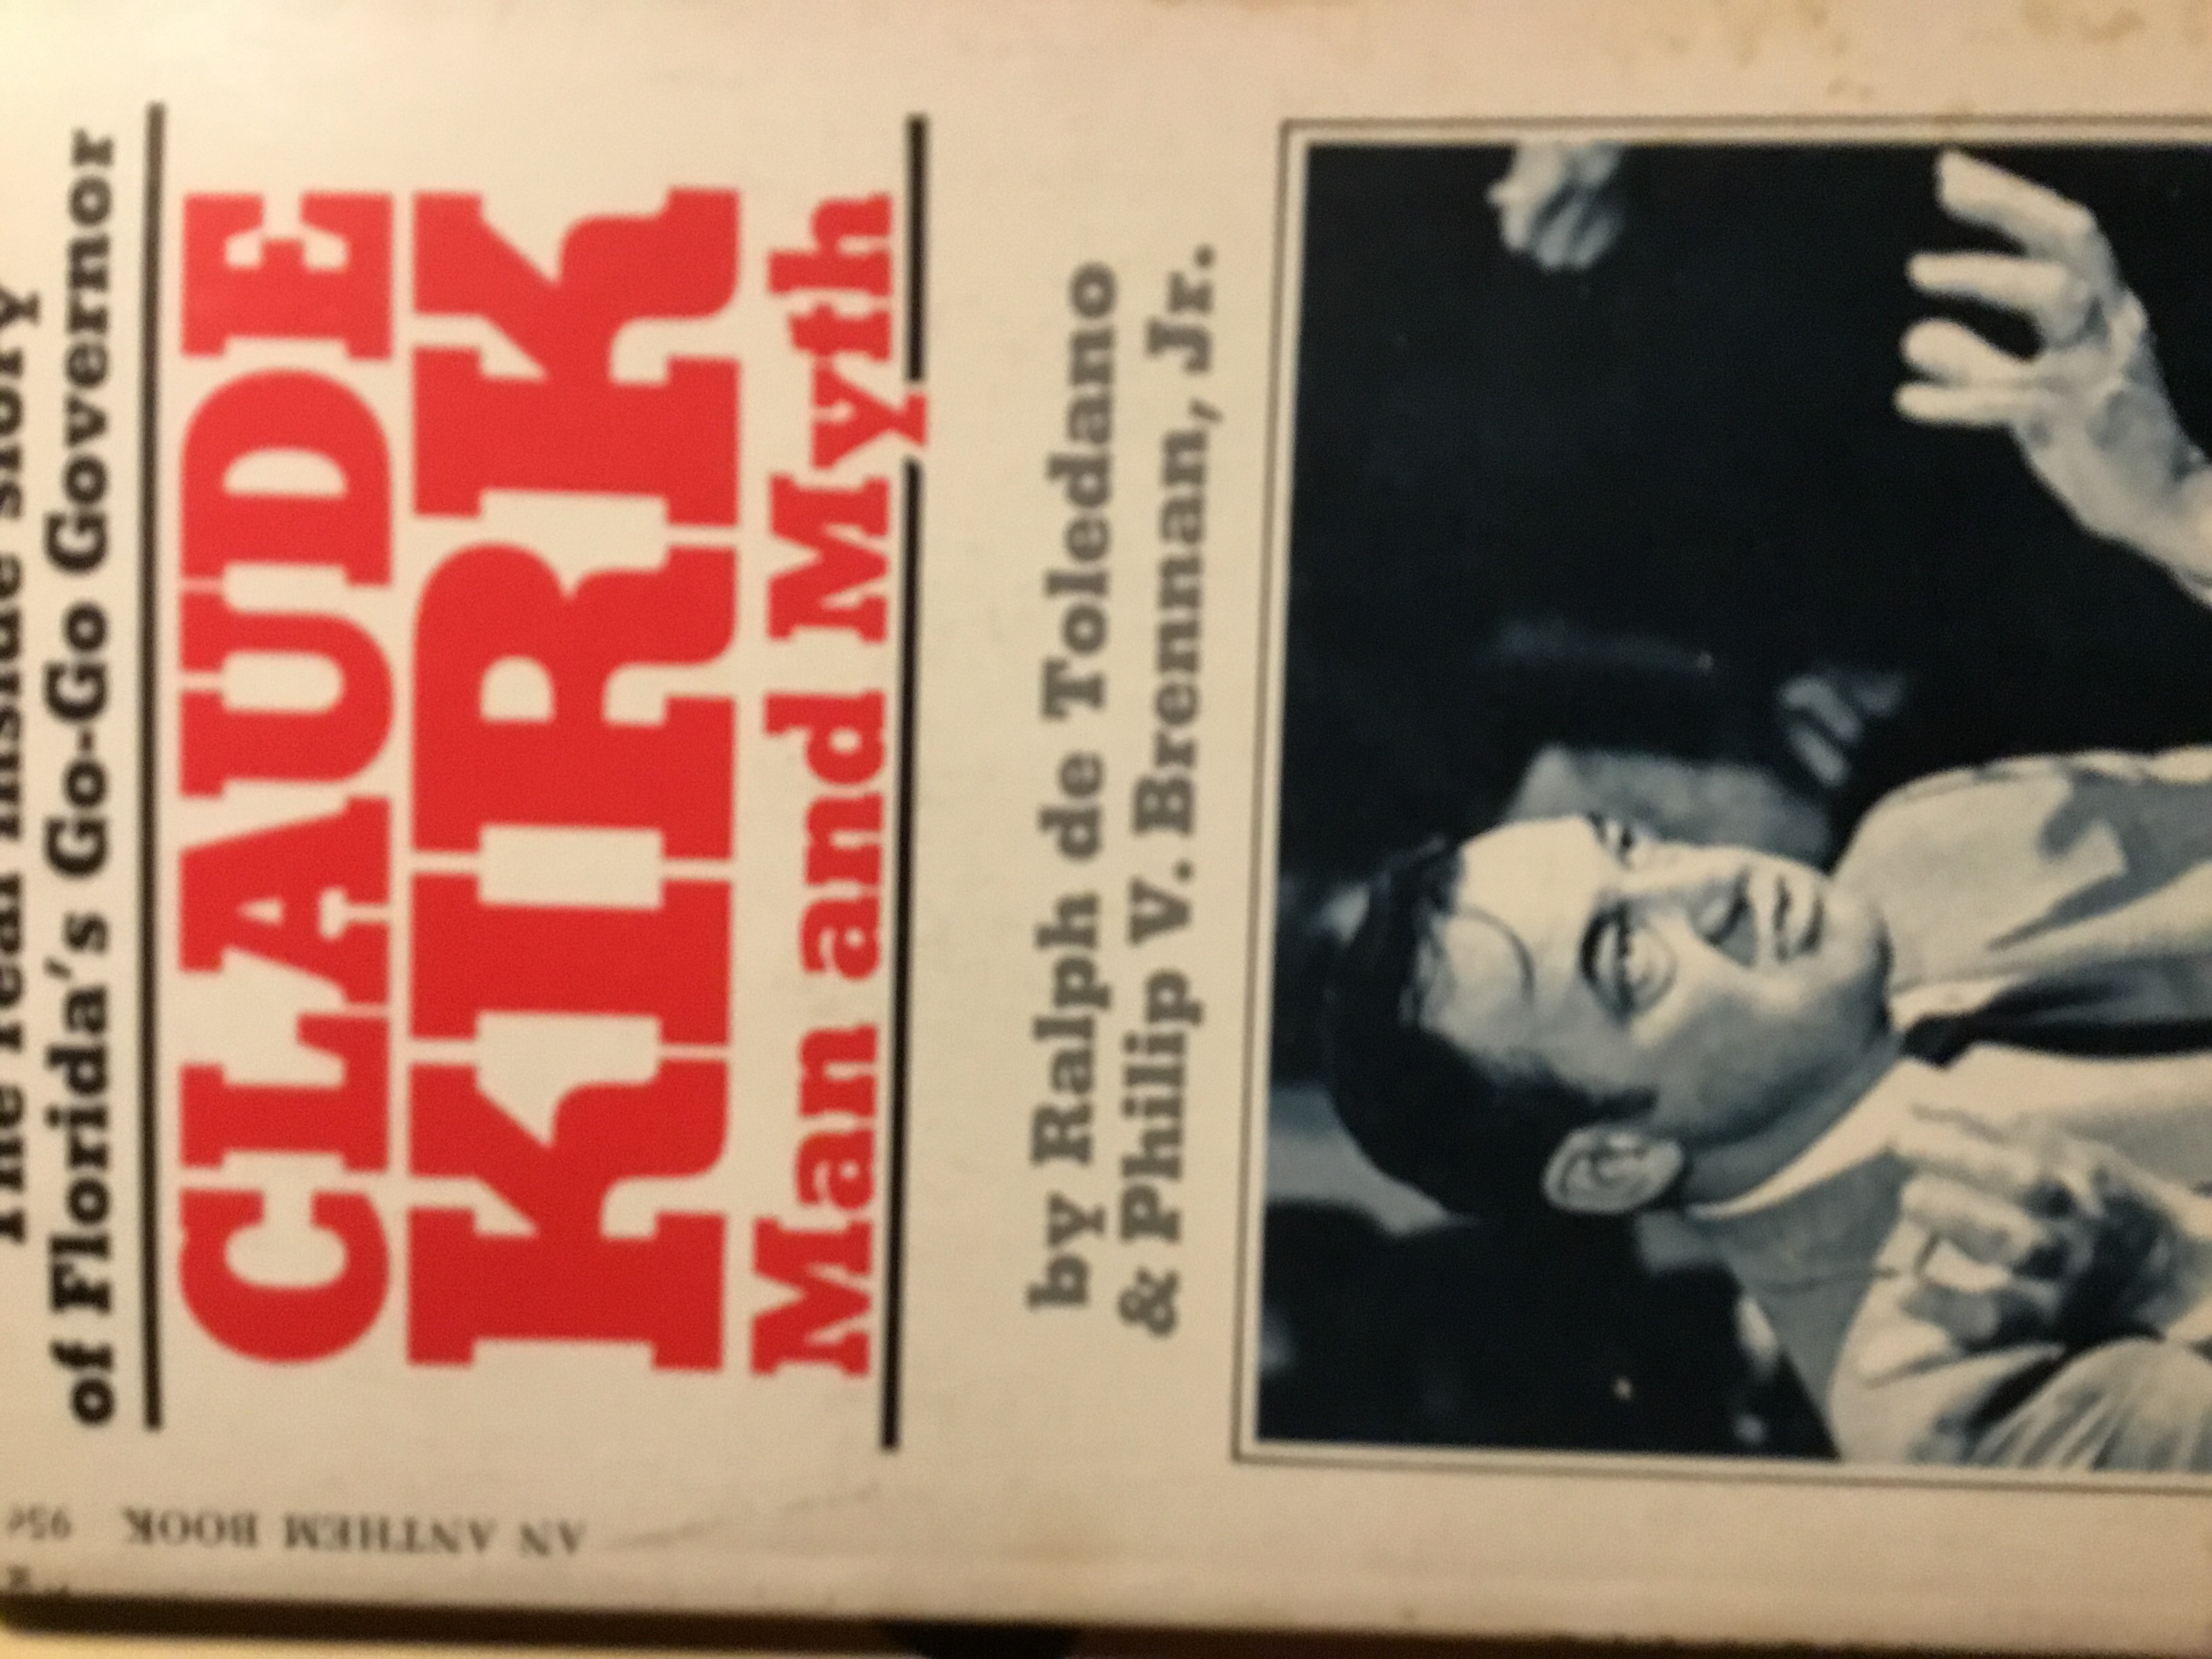 The real inside story
of Florida's Go-Go Governor
CLAUDE
KIRK
Man and Myth
by Ralph de Toledano
& Philip V. Brennan, Jr.
AN ANTHEM BOOK 95¢